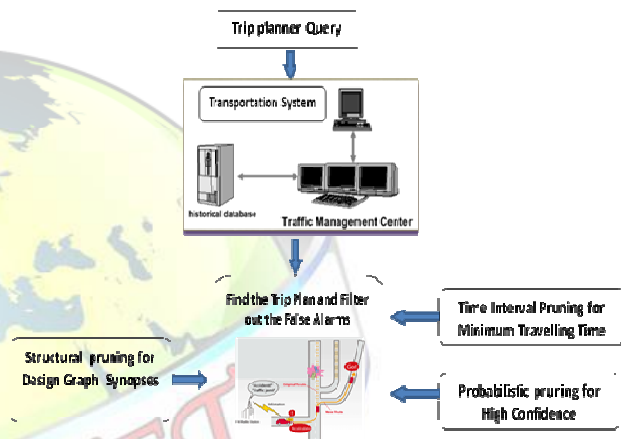 Trip planner Query
Transportation System
historical database
Traffic Management Center
Find the Trip Plan and Filter
out the False Alarms
Time Interval Pruning for
Minimum Travelling Time
Structural pruning for
Design Graph Synopses
Probabilistic pruning for
High Confidence